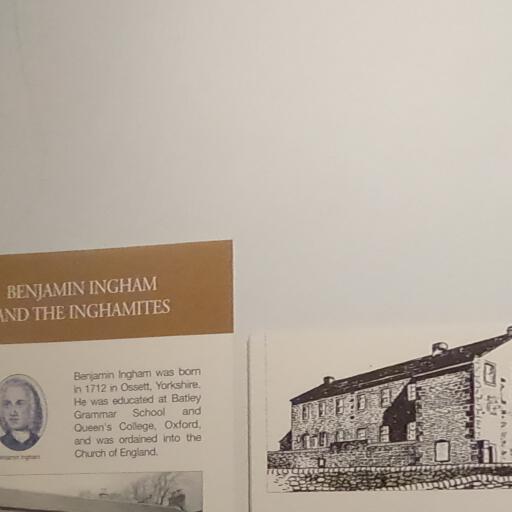 BENJAMIN INGHAM
AND THE INGHAMITES
Benjamin Ingham was born
in 1712 in Ossett, Yorkshire.
He was educated at Batley
Grammar School and
Queen's College, Oxford,
and was ordained into the
Church of England.
Benjamin Ingham